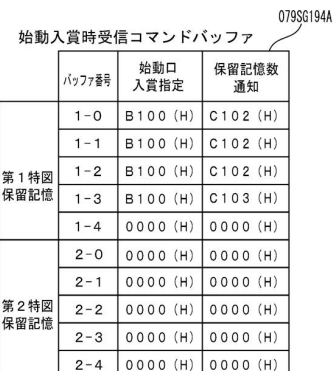 079SG194A
始動入賞時受信コマンドバッファ
バッファ番号 始動口入賞指定 保留記憶数通知
第1特図保留記憶
1-0 B100 (H) C102 (H)
1-1 B100 (H) C102 (H)
1-2 B100 (H) C102 (H)
1-3 B100 (H) C103 (H)
1-4 0000 (H) 0000 (H)
第2特図保留記憶
2-0 0000 (H) 0000 (H)
2-1 0000 (H) 0000 (H)
2-2 0000 (H) 0000 (H)
2-3 0000 (H) 0000 (H)
2-4 0000 (H) 0000 (H)